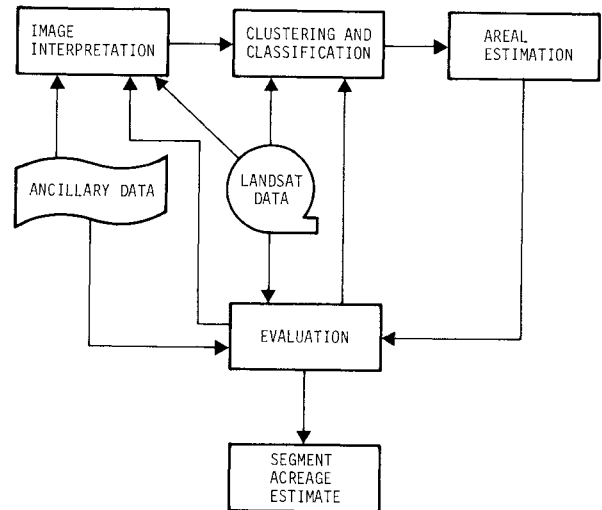 IMAGE
INTERPRETATION
CLUSTERING AND
CLASSIFICATION
AREAL
ESTIMATION
ANCILLARY DATA
LANDSAT
DATA
EVALUATION
SEGMENT
ACREAGE
ESTIMATE